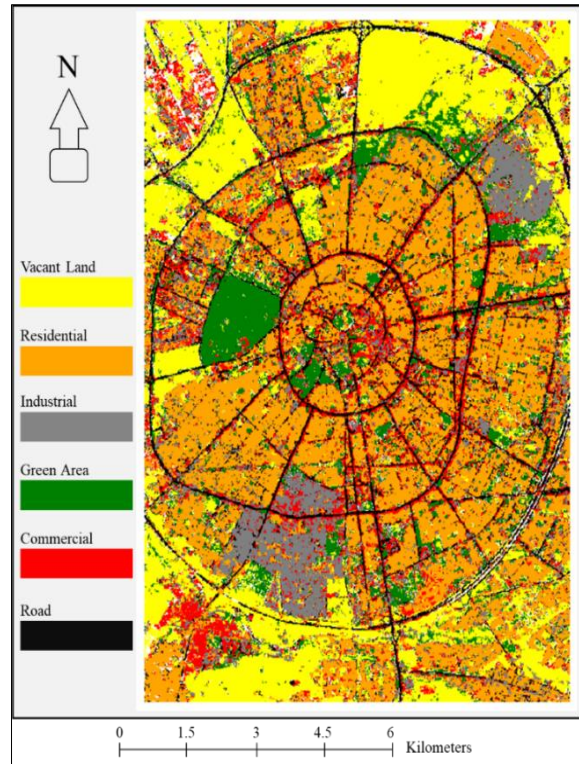 N
Vacant Land
Residential
Industrial
Green Area
Commercial
Road
0 1.5 3 4.5 6
Kilometers